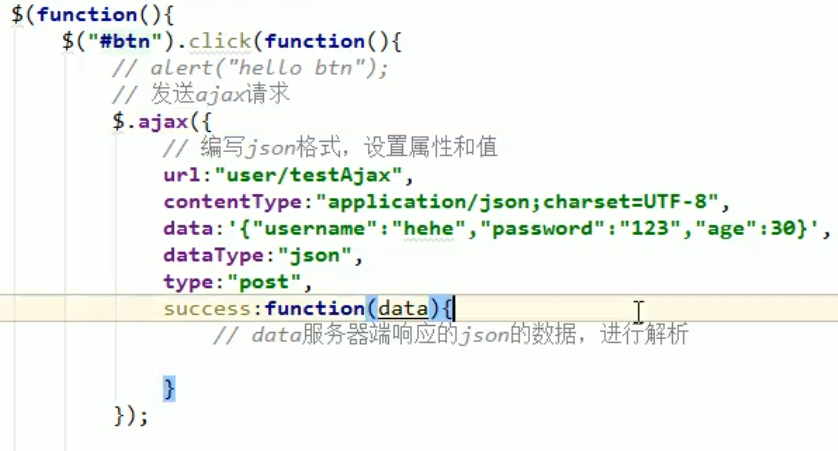 $(function(){
$("#btn").click(function(){
// alert("hello btn");
// 发送ajax请求
$.ajax({
// 编写json格式，设置属性和值
url:"user/testAjax",
contentType:"application/json;charset=UTF-8",
data:'{"username":"hehe","password":"123","age":30}',
dataType:"json",
type:"post",
success:function(data){
// data服务器端响应的json的数据，进行解析
}
});